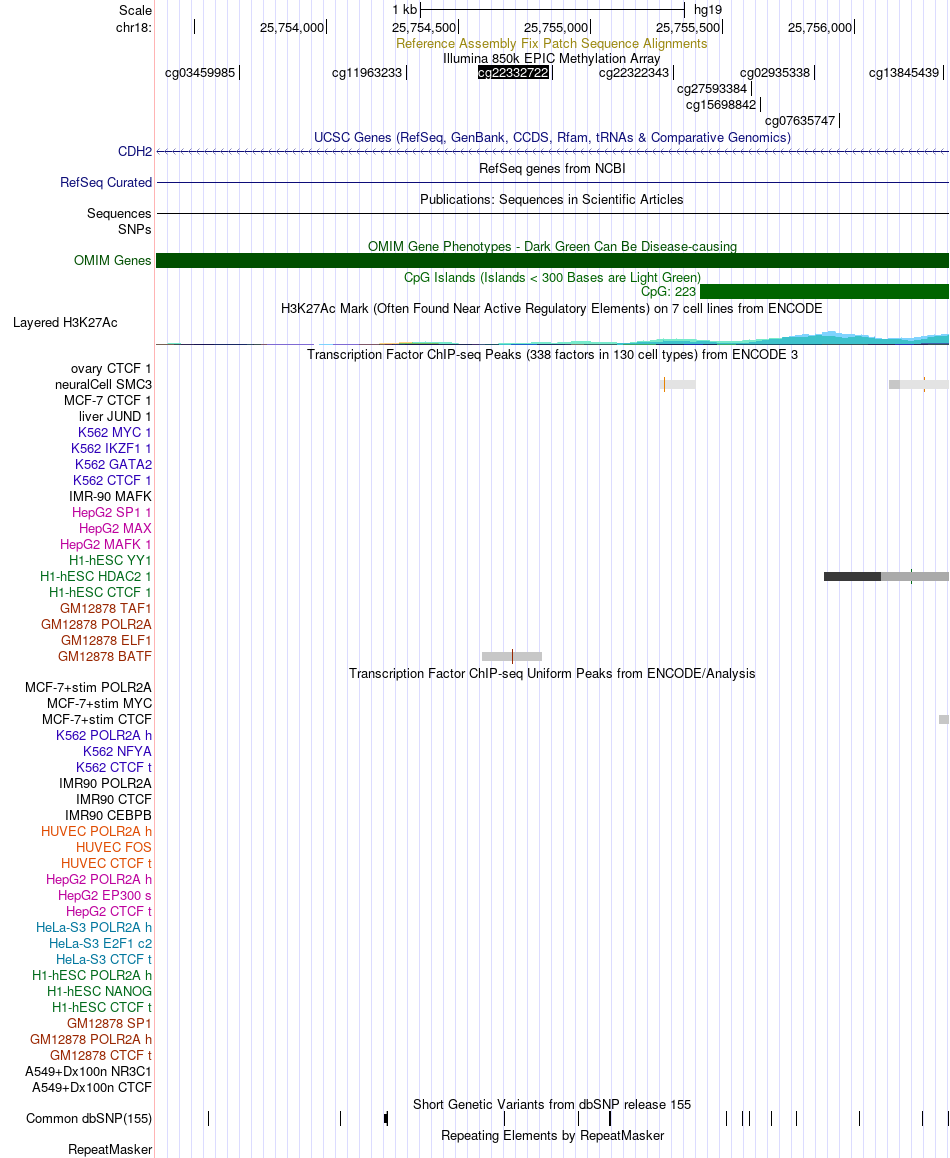 Scale 1 kb hg19
chr18: 25,754,000 25,754,500 25,755,000 25,755,500 25,756,000
Reference Assembly Fix Patch Sequence Alignments
Illumina 850k EPIC Methylation Array
cg03459985 cg11963233 cg22332722 cg22322343 cg02935338 cg13845439
cg27593384
cg15698842
cg07635747
UCSC Genes (RefSeq, GenBank, CCDS, Rfam, tRNAs & Comparative Genomics)
CDH2
RefSeq genes from NCBI
RefSeq Curated
Publications: Sequences in Scientific Articles
Sequences
SNPs
OMIM Gene Phenotypes - Dark Green Can Be Disease-causing
OMIM Genes
CpG Islands (Islands < 300 Bases are Light Green)
CpG: 223
H3K27Ac Mark (Often Found Near Active Regulatory Elements) on 7 cell lines from ENCODE
Layered H3K27Ac
Transcription Factor ChIP-seq Peaks (338 factors in 130 cell types) from ENCODE 3
ovary CTCF 1
neuralCell SMC3
MCF-7 CTCF 1
liver JUND 1
K562 MYC 1
K562 IKZF1 1
K562 GATA2
K562 CTCF 1
IMR-90 MAFK
HepG2 SP1 1
HepG2 MAX
HepG2 MAFK 1
H1-hESC YY1
H1-hESC HDAC2 1
H1-hESC CTCF 1
GM12878 TAF1
GM12878 POLR2A
GM12878 ELF1
GM12878 BATF
Transcription Factor ChIP-seq Uniform Peaks from ENCODE/Analysis
MCF-7+stim POLR2A
MCF-7+stim MYC
MCF-7+stim CTCF
K562 POLR2A h
K562 NFYA
K562 CTCF t
IMR90 POLR2A
IMR90 CTCF
IMR90 CEBPB
HUVEC POLR2A h
HUVEC FOS
HUVEC CTCF t
HepG2 POLR2A h
HepG2 EP300 s
HepG2 CTCF t
HeLa-S3 POLR2A h
HeLa-S3 E2F1 c2
HeLa-S3 CTCF t
H1-hESC POLR2A h
H1-hESC NANOG
H1-hESC CTCF t
GM12878 SP1
GM12878 POLR2A h
GM12878 CTCF t
A549+Dx100n NR3C1
A549+Dx100n CTCF
Short Genetic Variants from dbSNP release 155
Common dbSNP(155)
Repeating Elements by RepeatMasker
RepeatMasker